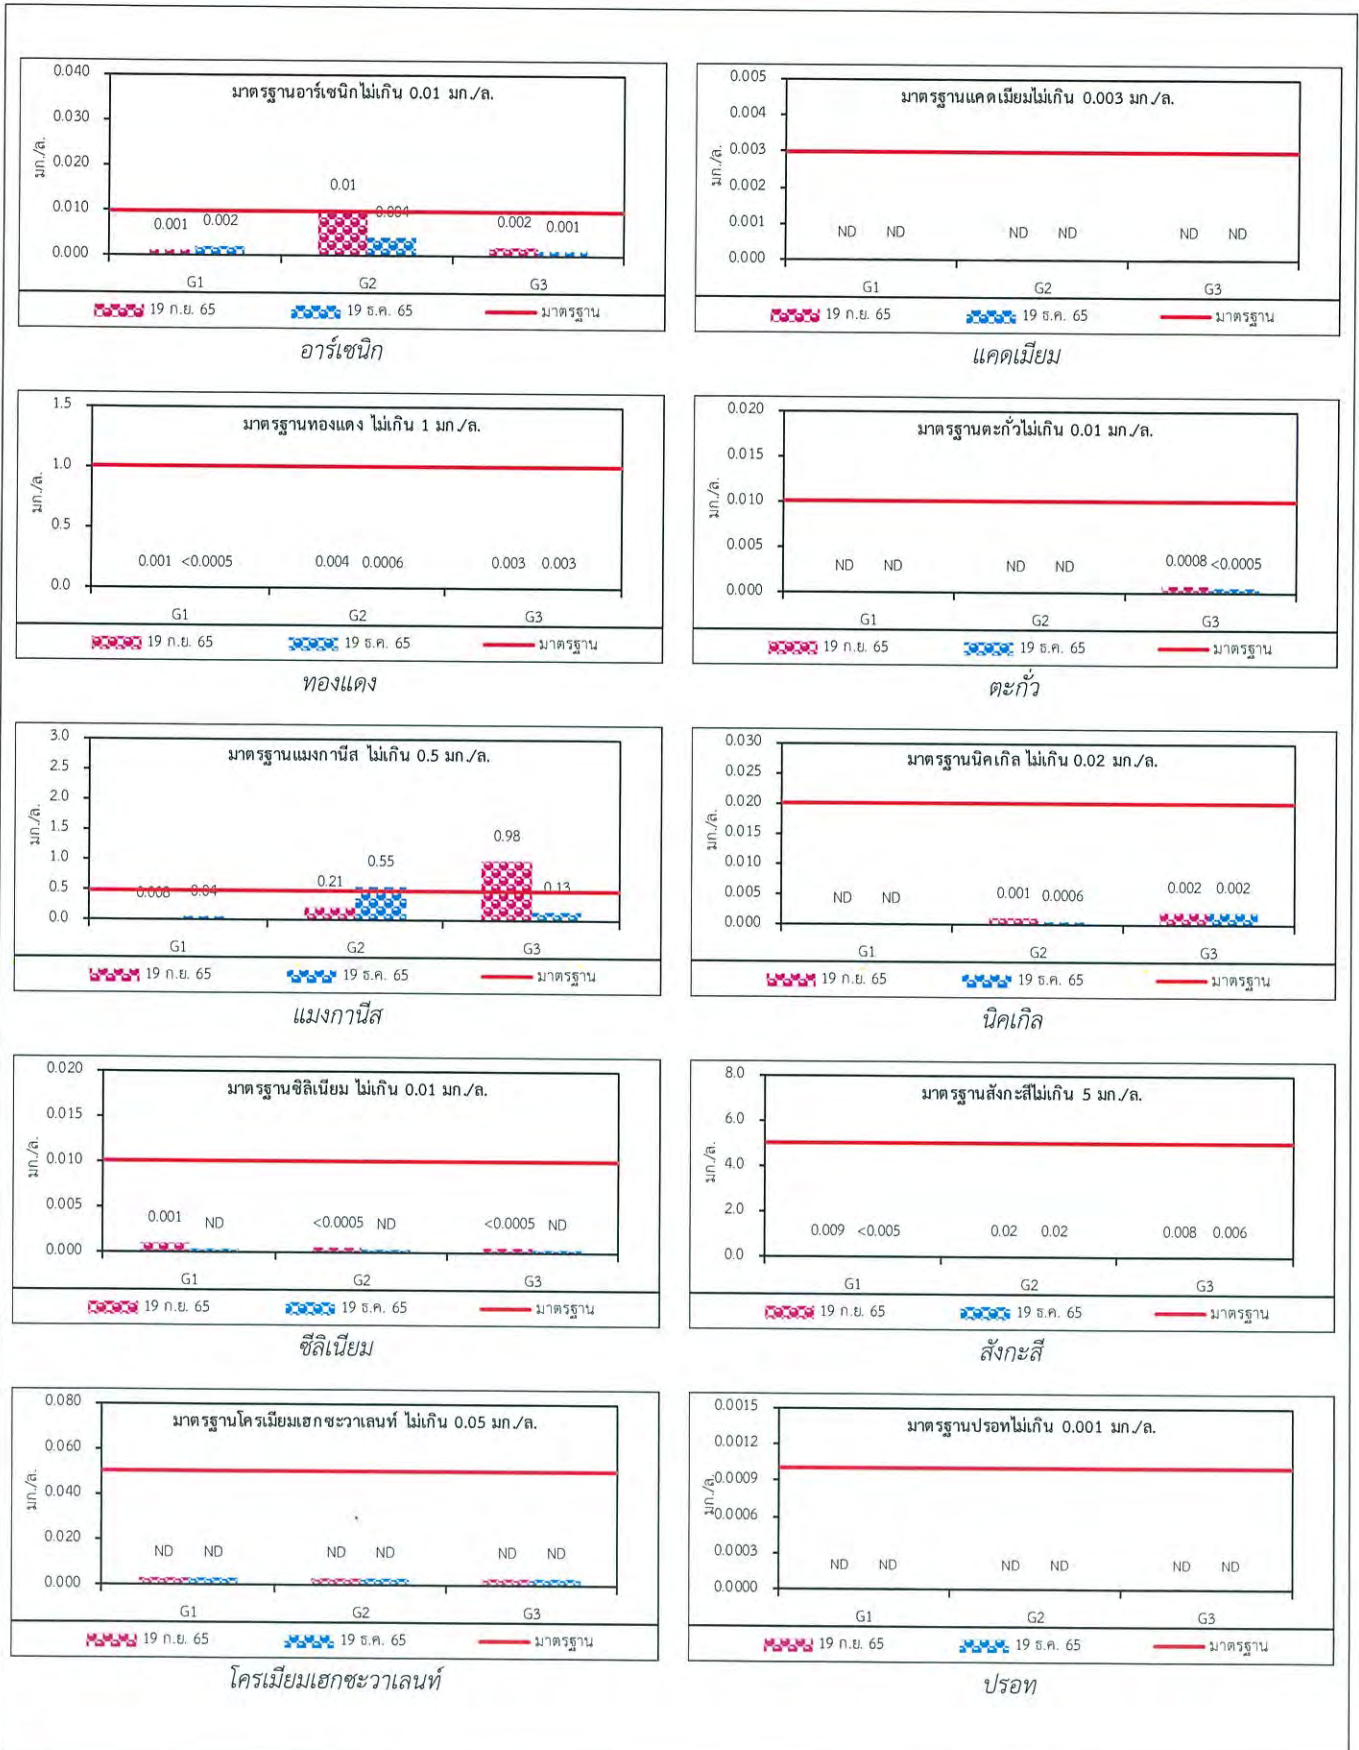 มาตรฐานอาร์เซนิกไม่เกิน 0.01 มก./ล.
มก./ล.
0.040
0.030
0.020
0.010
0.000
0.001 0.002
0.01 0.004
0.002 0.001
G1 G2 G3
19 ก.ย. 65 19 ธ.ค. 65 มาตรฐาน
อาร์เซนิก
มาตรฐานแคดเมียมไม่เกิน 0.003 มก./ล.
มก./ล.
0.005
0.004
0.003
0.002
0.001
0.000
ND ND ND ND ND ND
G1 G2 G3
19 ก.ย. 65 19 ธ.ค. 65 มาตรฐาน
แคดเมียม
มาตรฐานทองแดง ไม่เกิน 1 มก./ล.
มก./ล.
1.5
1.0
0.5
0.0
0.001 <0.0005 0.004 0.0006 0.003 0.003
G1 G2 G3
19 ก.ย. 65 19 ธ.ค. 65 มาตรฐาน
ทองแดง
มาตรฐานตะกั่วไม่เกิน 0.01 มก./ล.
มก./ล.
0.020
0.015
0.010
0.005
0.000
ND ND ND ND 0.0008 <0.0005
G1 G2 G3
19 ก.ย. 65 19 ธ.ค. 65 มาตรฐาน
ตะกั่ว
มาตรฐานแมงกานีส ไม่เกิน 0.5 มก./ล.
มก./ล.
3.0
2.5
2.0
1.5
1.0
0.5
0.0
0.008 0.04 0.21 0.55 0.98 0.13
G1 G2 G3
19 ก.ย. 65 19 ธ.ค. 65 มาตรฐาน
แมงกานีส
มาตรฐานนิคเกิล ไม่เกิน 0.02 มก./ล.
มก./ล.
0.030
0.025
0.020
0.015
0.010
0.005
0.000
ND ND 0.001 0.0006 0.002 0.002
G1 G2 G3
19 ก.ย. 65 19 ธ.ค. 65 มาตรฐาน
นิคเกิล
มาตรฐานซิลิเนียม ไม่เกิน 0.01 มก./ล.
มก./ล.
0.020
0.015
0.010
0.005
0.000
0.001 ND <0.0005 ND <0.0005 ND
G1 G2 G3
19 ก.ย. 65 19 ธ.ค. 65 มาตรฐาน
ซีลิเนียม
มาตรฐานสังกะสีไม่เกิน 5 มก./ล.
มก./ล.
8.0
6.0
4.0
2.0
0.0
0.009 <0.005 0.02 0.02 0.008 0.006
G1 G2 G3
19 ก.ย. 65 19 ธ.ค. 65 มาตรฐาน
สังกะสี
มาตรฐานโครเมียมเฮกซะวาเลนท์ ไม่เกิน 0.05 มก./ล.
มก./ล.
0.080
0.060
0.040
0.020
0.000
ND ND ND ND ND ND
G1 G2 G3
19 ก.ย. 65 19 ธ.ค. 65 มาตรฐาน
โครเมียมเฮกซะวาเลนท์
มาตรฐานปรอทไม่เกิน 0.001 มก./ล.
มก./ล.
0.0015
0.0012
0.0009
0.0006
0.0003
0.0000
ND ND ND ND ND ND
G1 G2 G3
19 ก.ย. 65 19 ธ.ค. 65 มาตรฐาน
ปรอท